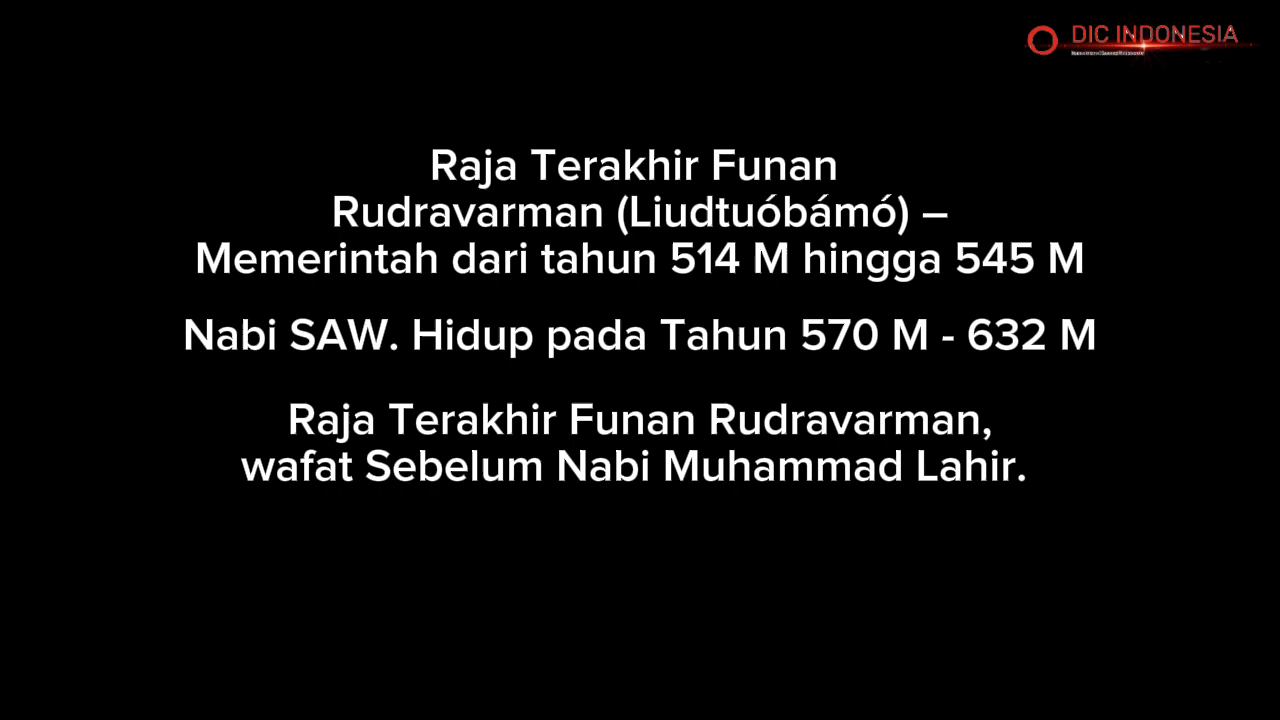 DIC INDONESIA
Raja Terakhir Funan
Rudravarman (Liudtuóbámó) –
Memerintah dari tahun 514 M hingga 545 M
Nabi SAW. Hidup pada Tahun 570 M - 632 M
Raja Terakhir Funan Rudravarman,
wafat Sebelum Nabi Muhammad Lahir.